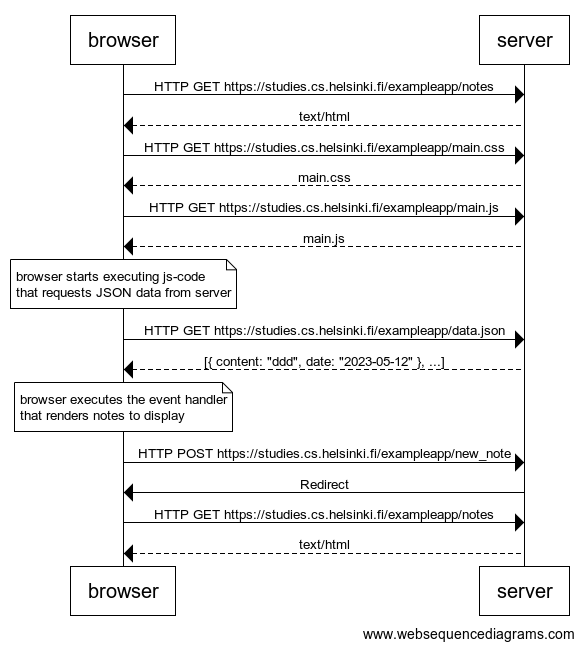 browser
server
HTTP GET https://studies.cs.helsinki.fi/exampleapp/notes
text/html
HTTP GET https://studies.cs.helsinki.fi/exampleapp/main.css
main.css
HTTP GET https://studies.cs.helsinki.fi/exampleapp/main.js
main.js
browser starts executing js-code
that requests JSON data from server
HTTP GET https://studies.cs.helsinki.fi/exampleapp/data.json
[{ content: "ddd", date: "2023-05-12" }, ...]
browser executes the event handler
that renders notes to display
HTTP POST https://studies.cs.helsinki.fi/exampleapp/new_note
Redirect
HTTP GET https://studies.cs.helsinki.fi/exampleapp/notes
text/html
browser
server
www.websequencediagrams.com